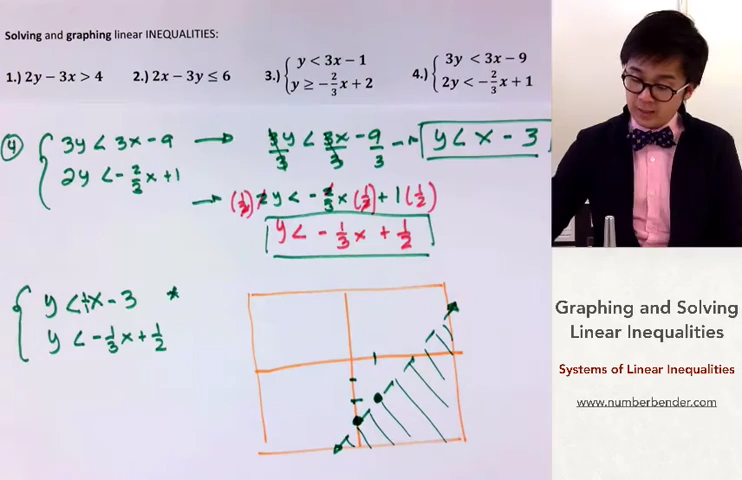 Solving and graphing linear INEQUALITIES:
1.) 2y − 3x > 4 2.) 2x − 3y ≤ 6 3.) { y < 3x − 1 4.) { 3y < 3x − 9
y ≥ −2/3x + 2 2y < −2/3x + 1
4 { 3y < 3x − 9 → 3y/3 < 3x/3 − 9/3 → y < x − 3
2y < −2/3x + 1
→ (1/2) 2y < −2/3x (1/2) + 1 (1/2)
y < −1/3x + 1/2
{ y < 1/1x − 3 *
y < −1/3x + 1/2
Graphing and Solving
Linear Inequalities
Systems of Linear Inequalities
www.numberbender.com